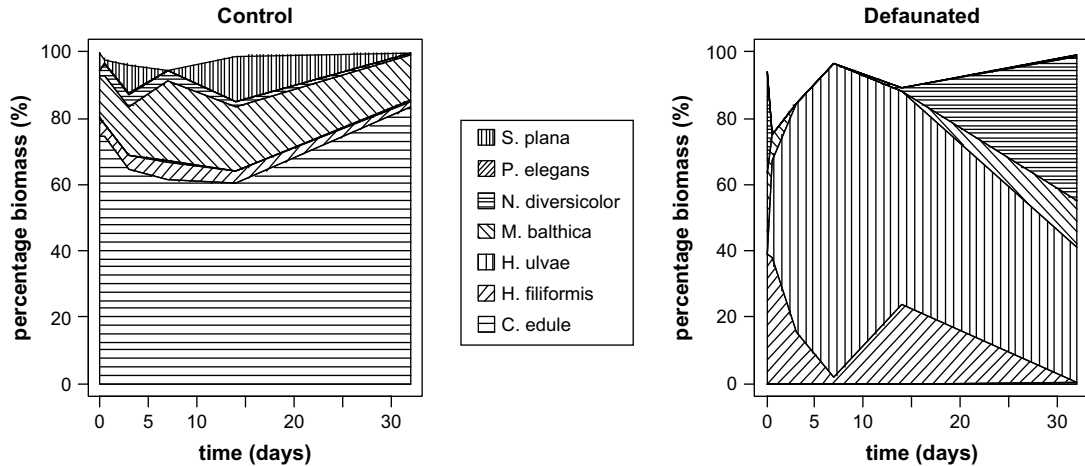 Control
percentage biomass (%)
100
80
60
40
20
0
0 5 10 20 30
time (days)
S. plana
P. elegans
N. diversicolor
M. balthica
H. ulvae
H. filiformis
C. edule
Defaunated
percentage biomass (%)
100
80
60
40
20
0
0 5 10 20 30
time (days)